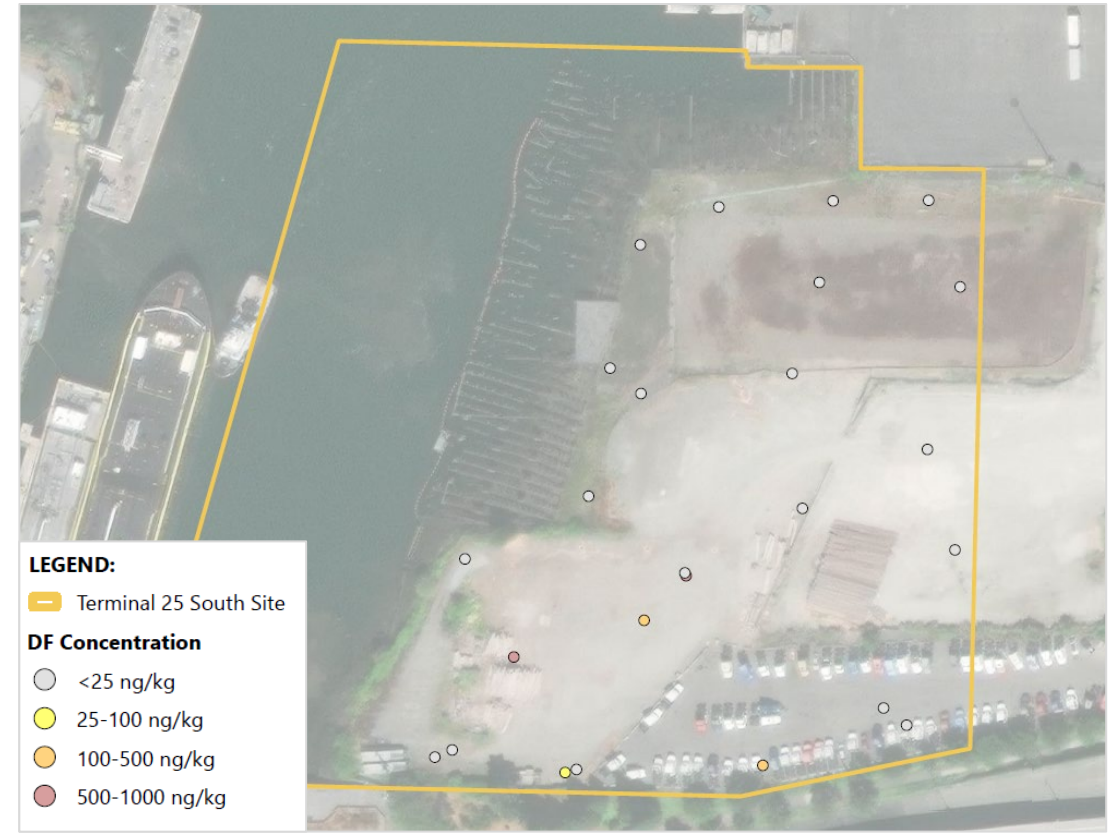 LEGEND:
Terminal 25 South Site
DF Concentration
<25 ng/kg
25-100 ng/kg
100-500 ng/kg
500-1000 ng/kg